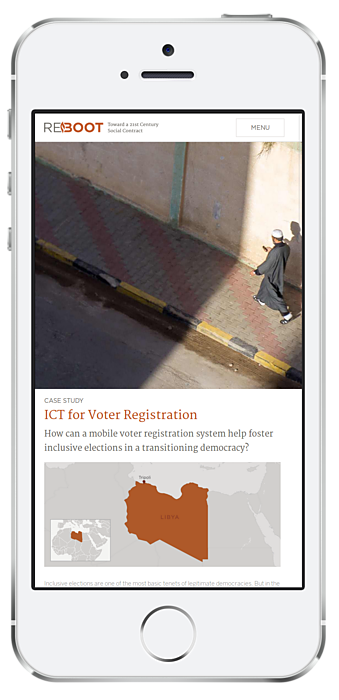 REBOOT
Toward a 21st Century
Social Contract
MENU
CASE STUDY
ICT for Voter Registration
How can a mobile voter registration system help foster
inclusive elections in a transitioning democracy?
Tripoli
LIBYA
Inclusive elections are one of the most basic tenets of legitimate democracies. But in the